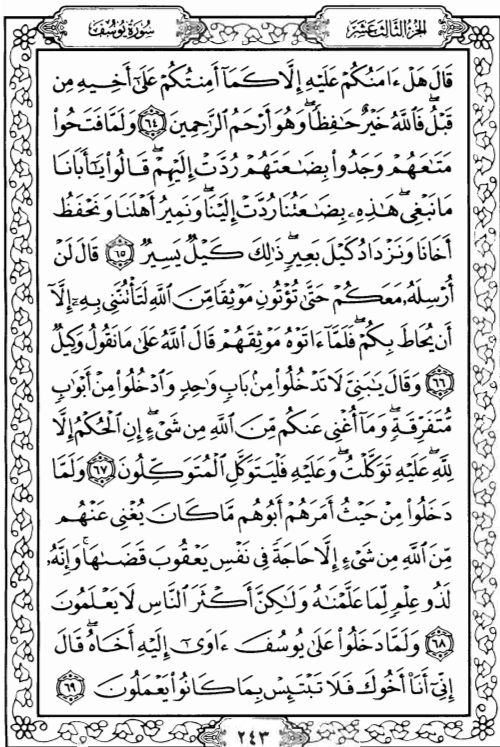 الجزء الثالث عشر
سورة يوسف
قَالَ هَلْ ءَامَنُكُمْ عَلَيْهِ إِلَّا كَمَآ أَمِنتُكُمْ عَلَىٰٓ أَخِيهِ مِن
قَبْلُ ۖ فَٱللَّهُ خَيْرٌ حَٰفِظًا ۖ وَهُوَ أَرْحَمُ ٱلرَّٰحِمِينَ ٦٤ وَلَمَّا فَتَحُوا۟
مَتَٰعَهُمْ وَجَدُوا۟ بِضَٰعَتَهُمْ رُدَّتْ إِلَيْهِمْ ۖ قَالُوا۟ يَٰٓأَبَانَا
مَا نَبْغِى ۖ هَٰذِهِۦ بِضَٰعَتُنَا رُدَّتْ إِلَيْنَا ۖ وَنَمِيرُ أَهْلَنَا وَنَحْفَظُ
أَخَانَا وَنَزْدَادُ كَيْلَ بَعِيرٍ ۖ ذَٰلِكَ كَيْلٌ يَسِيرٌ ٦٥ قَالَ لَنْ
أُرْسِلَهُۥ مَعَكُمْ حَتَّىٰ تُؤْتُونِ مَوْثِقًا مِّنَ ٱللَّهِ لَتَأْتُنَّنِى بِهِۦٓ إِلَّآ
أَن يُحَاطَ بِكُمْ ۖ فَلَمَّآ ءَاتَوْهُ مَوْثِقَهُمْ قَالَ ٱللَّهُ عَلَىٰ مَا نَقُولُ وَكِيلٌ
٦٦ وَقَالَ يَٰبَنِىَّ لَا تَدْخُلُوا۟ مِنۢ بَابٍ وَٰحِدٍ وَٱدْخُلُوا۟ مِنْ أَبْوَٰبٍ
مُّتَفَرِّقَةٍ ۖ وَمَآ أُغْنِى عَنكُم مِّنَ ٱللَّهِ مِن شَىْءٍ ۖ إِنِ ٱلْحُكْمُ إِلَّا
لِلَّهِ ۖ عَلَيْهِ تَوَكَّلْتُ ۖ وَعَلَيْهِ فَلْيَتَوَكَّلِ ٱلْمُتَوَكِّلُونَ ٦٧ وَلَمَّا
دَخَلُوا۟ مِنْ حَيْثُ أَمَرَهُمْ أَبُوهُم مَّا كَانَ يُغْنِى عَنْهُم
مِّنَ ٱللَّهِ مِن شَىْءٍ إِلَّا حَاجَةً فِى نَفْسِ يَعْقُوبَ قَضَىٰهَا ۚ وَإِنَّهُۥ
لَذُو عِلْمٍ لِّمَا عَلَّمْنَٰهُ وَلَٰكِنَّ أَكْثَرَ ٱلنَّاسِ لَا يَعْلَمُونَ
٦٨ وَلَمَّا دَخَلُوا۟ عَلَىٰ يُوسُفَ ءَاوَىٰٓ إِلَيْهِ أَخَاهُ ۖ قَالَ
إِنِّىٓ أَنَا۠ أَخُوكَ فَلَا تَبْتَئِسْ بِمَا كَانُوا۟ يَعْمَلُونَ ٦٩
٢٤٣